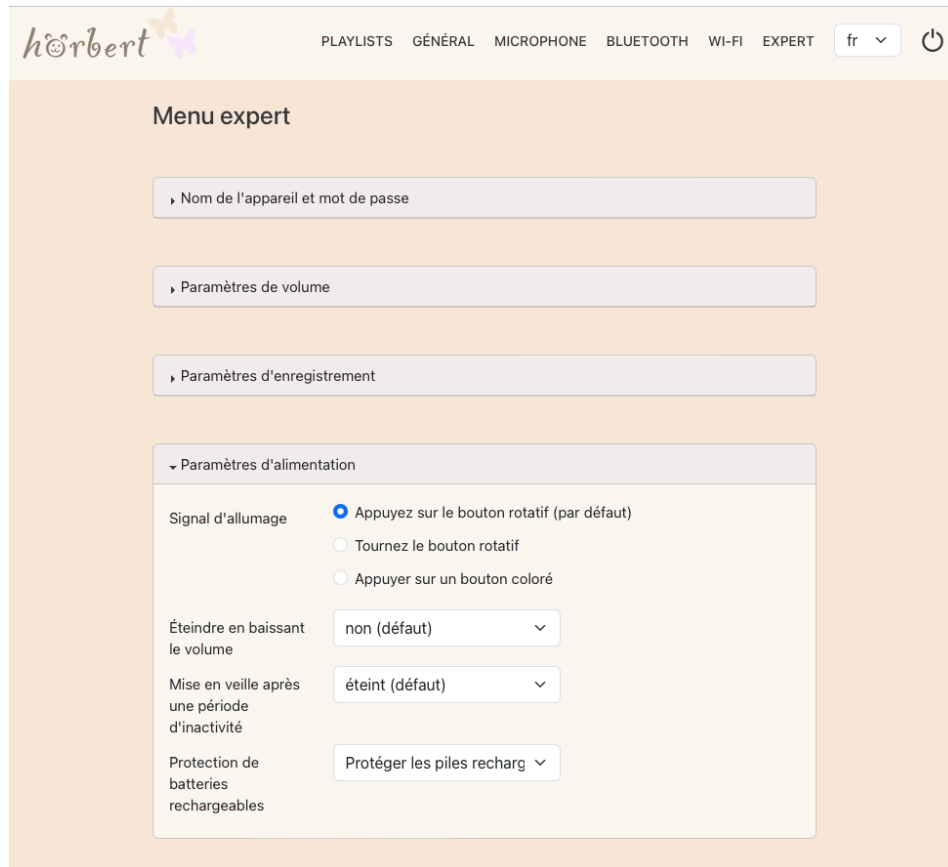 hörbert
PLAYLISTS GÉNÉRAL MICROPHONE BLUETOOTH WI-FI EXPERT fr
Menu expert
Nom de l'appareil et mot de passe
Paramètres de volume
Paramètres d'enregistrement
Paramètres d'alimentation
Signal d'allumage
Appuyez sur le bouton rotatif (par défaut)
Tournez le bouton rotatif
Appuyer sur un bouton coloré
Éteindre en baissant
le volume
non (défaut)
Mise en veille après
une période
d'inactivité
éteint (défaut)
Protection de
batteries
rechargeables
Protéger les piles recharg